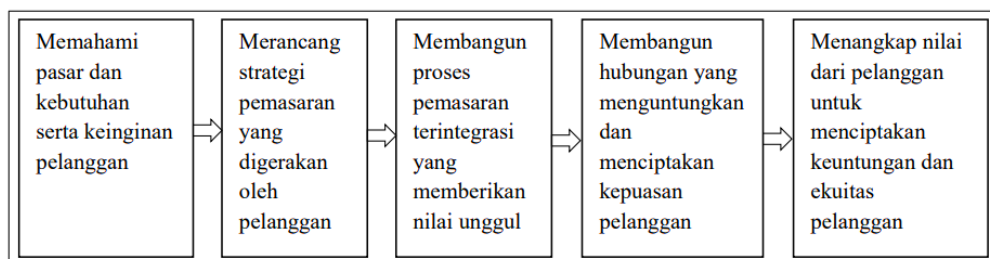 Memahami
pasar dan
kebutuhan
serta keinginan
pelanggan
Merancang
strategi
pemasaran
yang
digerakan
oleh
pelanggan
Membangun
proses
pemasaran
terintegrasi
yang
memberikan
nilai unggul
Membangun
hubungan yang
menguntungkan
dan
menciptakan
kepuasan
pelanggan
Menangkap nilai
dari pelanggan
untuk
menciptakan
keuntungan dan
ekuitas
pelanggan